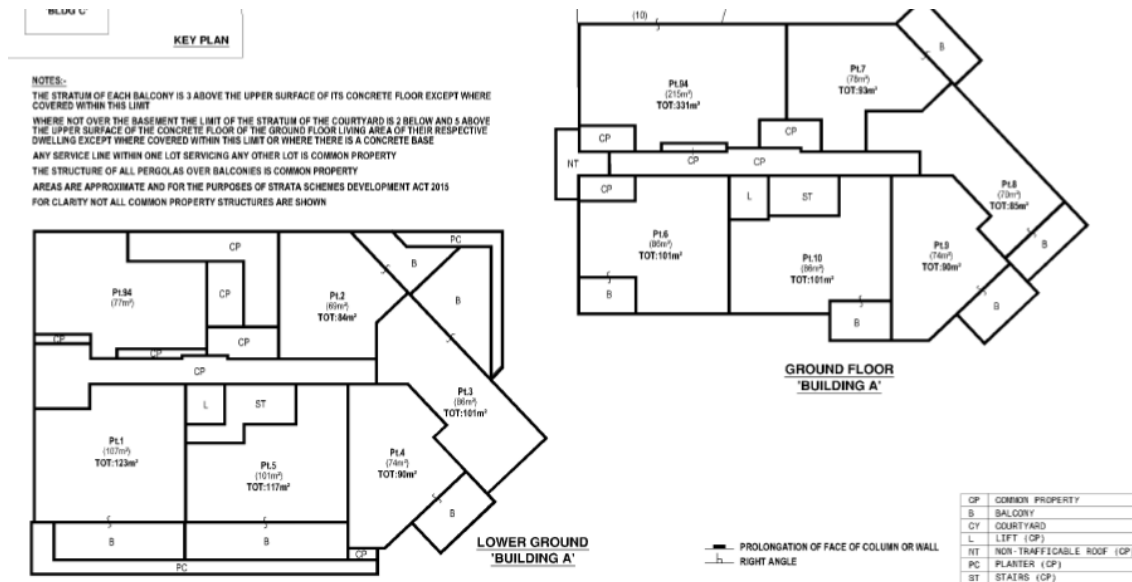 'BLDG C'
KEY PLAN
NOTES:-
THE STRATUM OF EACH BALCONY IS 3 ABOVE THE UPPER SURFACE OF ITS CONCRETE FLOOR EXCEPT WHERE
COVERED WITHIN THIS LIMIT
WHERE NOT OVER THE BASEMENT THE LIMIT OF THE STRATUM OF THE COURTYARD IS 2 BELOW AND 5 ABOVE
THE UPPER SURFACE OF THE CONCRETE FLOOR OF THE GROUND FLOOR LIVING AREA OF THEIR RESPECTIVE
DWELLING EXCEPT WHERE COVERED WITHIN THIS LIMIT OR WHERE THERE IS A CONCRETE BASE
ANY SERVICE LINE WITHIN ONE LOT SERVICING ANY OTHER LOT IS COMMON PROPERTY
THE STRUCTURE OF ALL PERGOLAS OVER BALCONIES IS COMMON PROPERTY
AREAS ARE APPROXIMATE AND FOR THE PURPOSES OF STRATA SCHEMES DEVELOPMENT ACT 2015
FOR CLARITY NOT ALL COMMON PROPERTY STRUCTURES ARE SHOWN
CP
PC
B
Pt.94
(77m²)
CP
Pt.2
(69m²)
TOT:84m²
B
CP
CP
CP
CP
Pt.3
(86m²)
TOT:101m²
L
ST
Pt.1
(107m²)
TOT:123m²
Pt.5
(101m²)
TOT:117m²
Pt.4
(74m²)
TOT:90m²
B
B
B
CP
PC
LOWER GROUND
'BUILDING A'
(10)
B
Pt.94
(215m²)
TOT:331m²
Pt.7
(78m²)
TOT:93m²
CP
CP
NT
CP
CP
CP
L
ST
Pt.8
(70m²)
TOT:85m²
Pt.6
(86m²)
TOT:101m²
Pt.10
(86m²)
TOT:101m²
Pt.9
(74m²)
TOT:90m²
B
B
B
B
GROUND FLOOR
'BUILDING A'
PROLONGATION OF FACE OF COLUMN OR WALL
RIGHT ANGLE
CP COMMON PROPERTY
B BALCONY
CY COURTYARD
L LIFT (CP)
NT NON-TRAFFICABLE ROOF (CP)
PC PLANTER (CP)
ST STAIRS (CP)